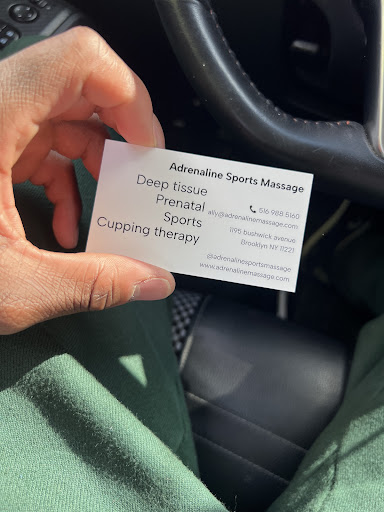 Adrenaline Sports Massage
Deep tissue
Prenatal
Sports
Cupping therapy
516 988 5160
ally@adrenalinemassage.com
1195 bushwick avenue
Brooklyn NY 11221
@adrenalinesportsmassage
www.adrenalinemassage.com